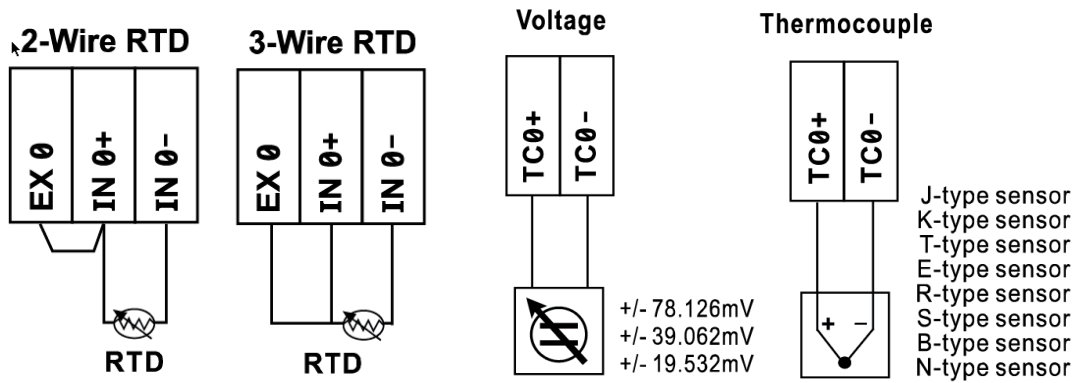 2-Wire RTD
EX 0
IN 0+
IN 0-
RTD
3-Wire RTD
EX 0
IN 0+
IN 0-
RTD
Voltage
TC0+
TC0-
+/- 78.126mV
+/- 39.062mV
+/- 19.532mV
Thermocouple
TC0+
TC0-
+ −
J-type sensor
K-type sensor
T-type sensor
E-type sensor
R-type sensor
S-type sensor
B-type sensor
N-type sensor